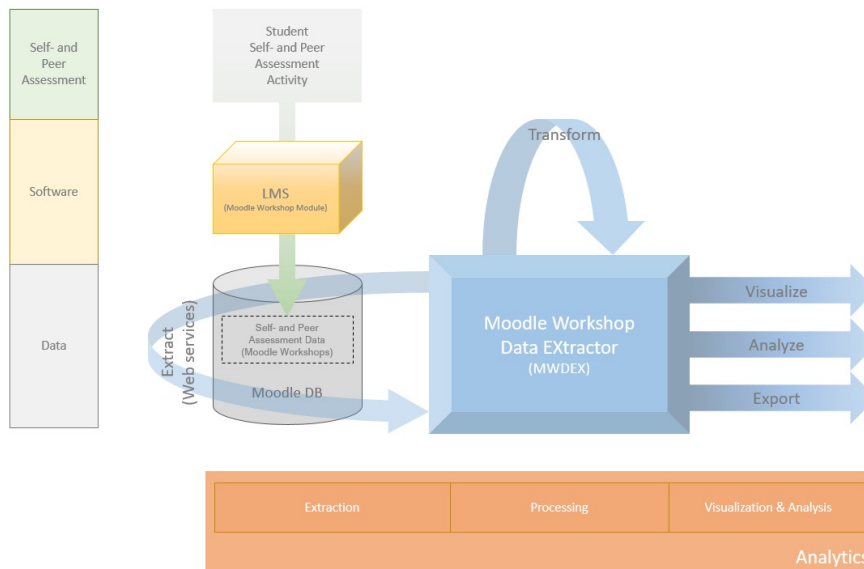 Self- and
Peer
Assessment
Software
Data
Student
Self- and Peer
Assessment
Activity
LMS
(Moodle Workshop Module)
Self- and Peer
Assessment Data
(Moodle Workshops)
Moodle DB
Extract
(Web services)
Transform
Moodle Workshop
Data EXtractor
(MWDEX)
Visualize
Analyze
Export
Extraction
Processing
Visualization & Analysis
Analytics